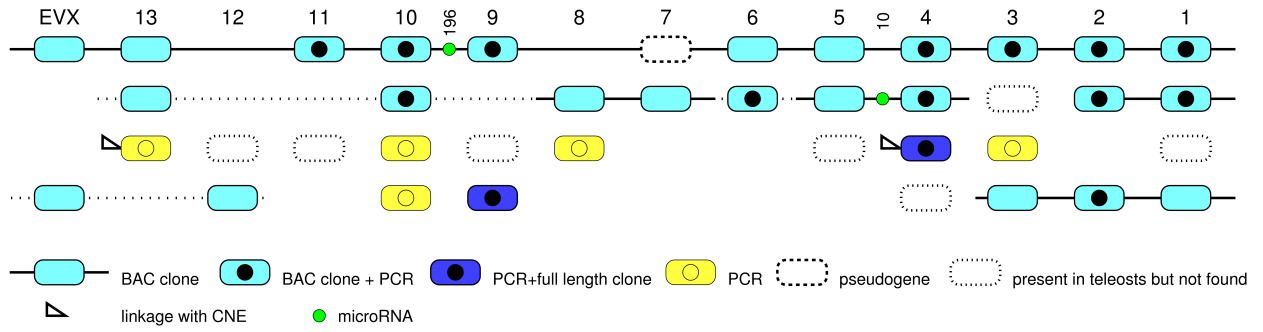 EVX 13 12 11 10 196 9 8 7 6 5 10 4 3 2 1
BAC clone BAC clone + PCR PCR+full length clone PCR pseudogene present in teleosts but not found
linkage with CNE microRNA